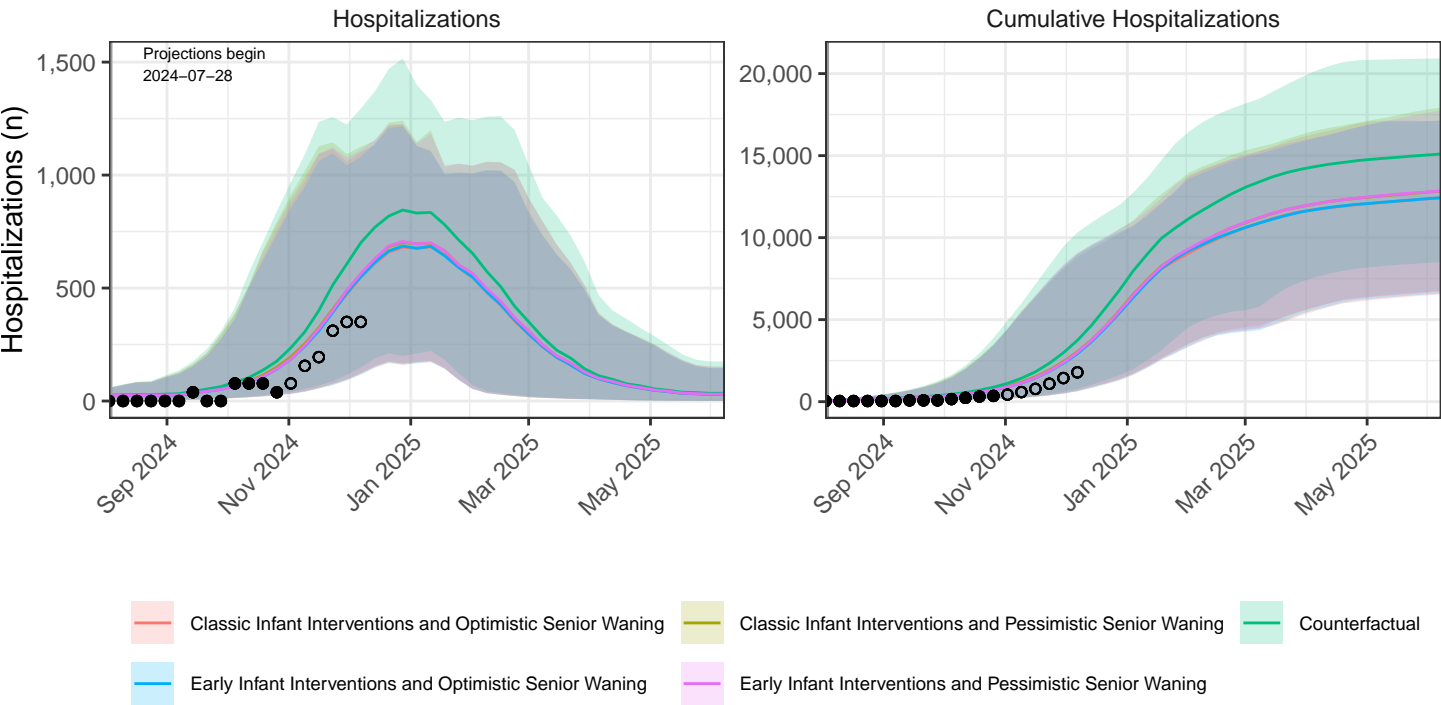 Hospitalizations
Cumulative Hospitalizations
Hospitalizations (n)
Projections begin
2024−07−28
1,500
1,000
500
0
20,000
15,000
10,000
5,000
0
Sep 2024
Nov 2024
Jan 2025
Mar 2025
May 2025
Sep 2024
Nov 2024
Jan 2025
Mar 2025
May 2025
Classic Infant Interventions and Optimistic Senior Waning
Classic Infant Interventions and Pessimistic Senior Waning
Counterfactual
Early Infant Interventions and Optimistic Senior Waning
Early Infant Interventions and Pessimistic Senior Waning